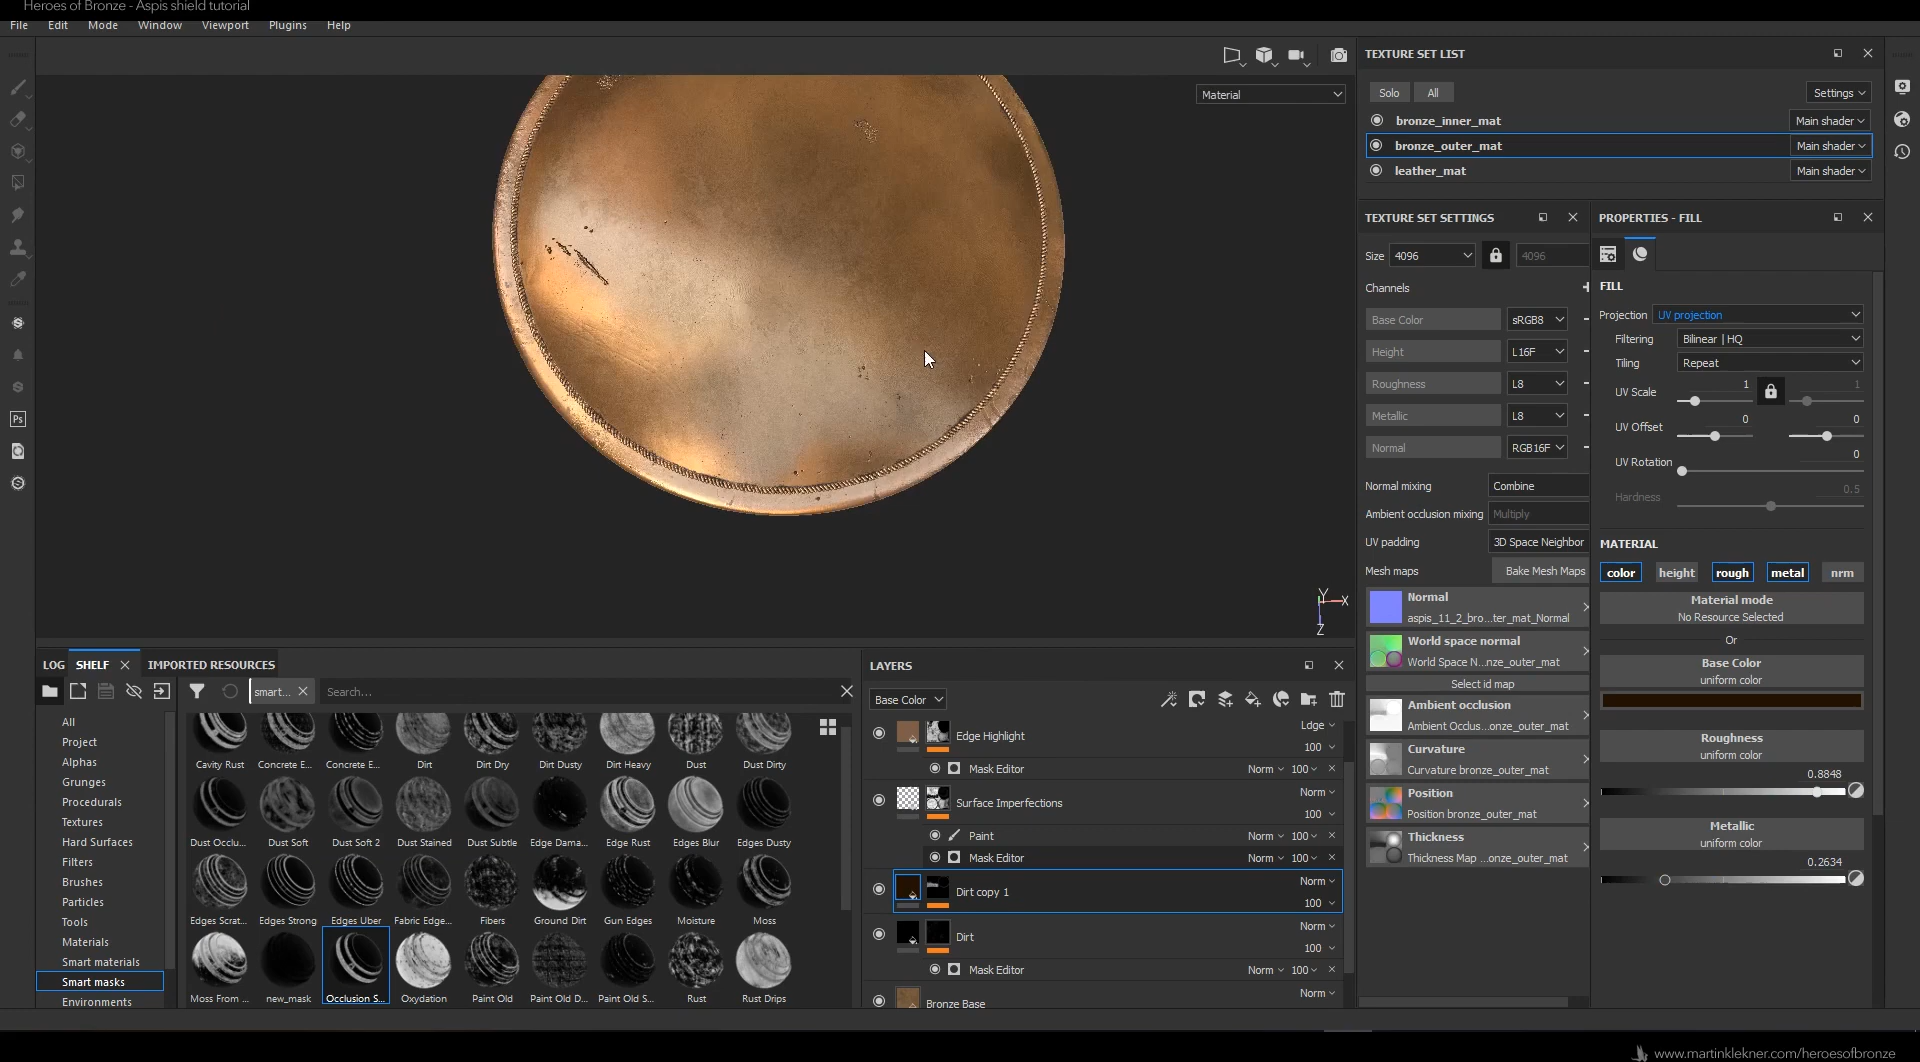 Heroes of Bronze - Aspis shield tutorial
File Edit Mode Window Viewport Plugins Help
Material
TEXTURE SET LIST
Solo All Settings
bronze_inner_mat Main shader
bronze_outer_mat Main shader
leather_mat Main shader
TEXTURE SET SETTINGS
Size 4096 4096
Channels +
Base Color sRGB8
Height L16F
Roughness L8
Metallic L8
Normal RGB16F
Normal mixing Combine
Ambient occlusion mixing Multiply
UV padding 3D Space Neighbor
Mesh maps Bake Mesh Maps
Normal
aspis_11_2_bro...ter_mat_Normal
World space normal
World Space N...nze_outer_mat
Select id map
Ambient occlusion
Ambient Occlus...onze_outer_mat
Curvature
Curvature bronze_outer_mat
Position
Position bronze_outer_mat
Thickness
Thickness Map ...onze_outer_mat
PROPERTIES - FILL
FILL
Projection UV projection
Filtering Bilinear | HQ
Tiling Repeat
UV Scale 1 1
UV Offset 0 0
UV Rotation 0
Hardness 0.5
MATERIAL
color height rough metal nrm
Material mode
No Resource Selected
Or
Base Color
uniform color
Roughness
uniform color
0.8848
Metallic
uniform color
0.2634
Y X Z
LOG SHELF IMPORTED RESOURCES
Ps
smart... Search...
All
Project
Alphas
Grunges
Procedurals
Textures
Hard Surfaces
Filters
Brushes
Particles
Tools
Materials
Smart materials
Smart masks
Environments
Cavity Rust Concrete E... Concrete E... Dirt Dirt Dry Dirt Dusty Dirt Heavy Dust Dust Dirty
Dust Occlu... Dust Soft Dust Soft 2 Dust Stained Dust Subtle Edge Dama... Edge Rust Edges Blur Edges Dusty
Edges Scrat... Edges Strong Edges Uber Fabric Edge... Fibers Ground Dirt Gun Edges Moisture Moss
Moss From ... new_mask Occlusion S... Oxydation Paint Old Paint Old D... Paint Old S... Rust Rust Drips
LAYERS
Base Color
Edge Highlight Ldge 100
Mask Editor Norm 100
Surface Imperfections Norm 100
Paint Norm 100
Mask Editor Norm 100
Dirt copy 1 Norm 100
Dirt Norm 100
Mask Editor Norm 100
Bronze Base Norm
www.martinklekner.com/heroesofbronze